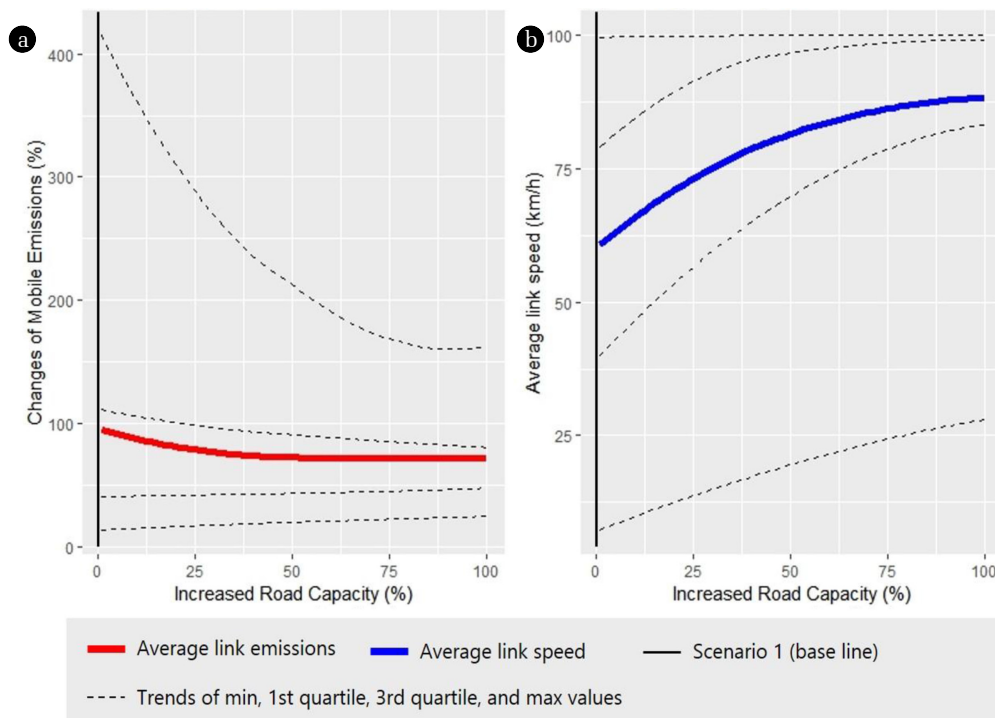 a
Changes of Mobile Emissions (%)
400
300
200
100
0
0 25 50 75 100
Increased Road Capacity (%)
b
Average link speed (km/h)
100
75
50
25
0 25 50 75 100
Increased Road Capacity (%)
Average link emissions Average link speed Scenario 1 (base line)
Trends of min, 1st quartile, 3rd quartile, and max values